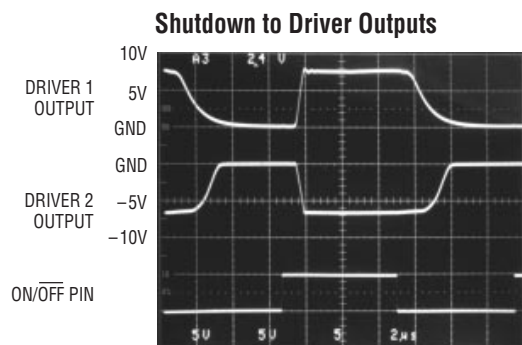 Shutdown to Driver Outputs
10V
A3 2.4 V
DRIVER 1
OUTPUT
5V
GND
GND
DRIVER 2
OUTPUT
–5V
–10V
ON/OFF PIN
5V 5V 5 2µs